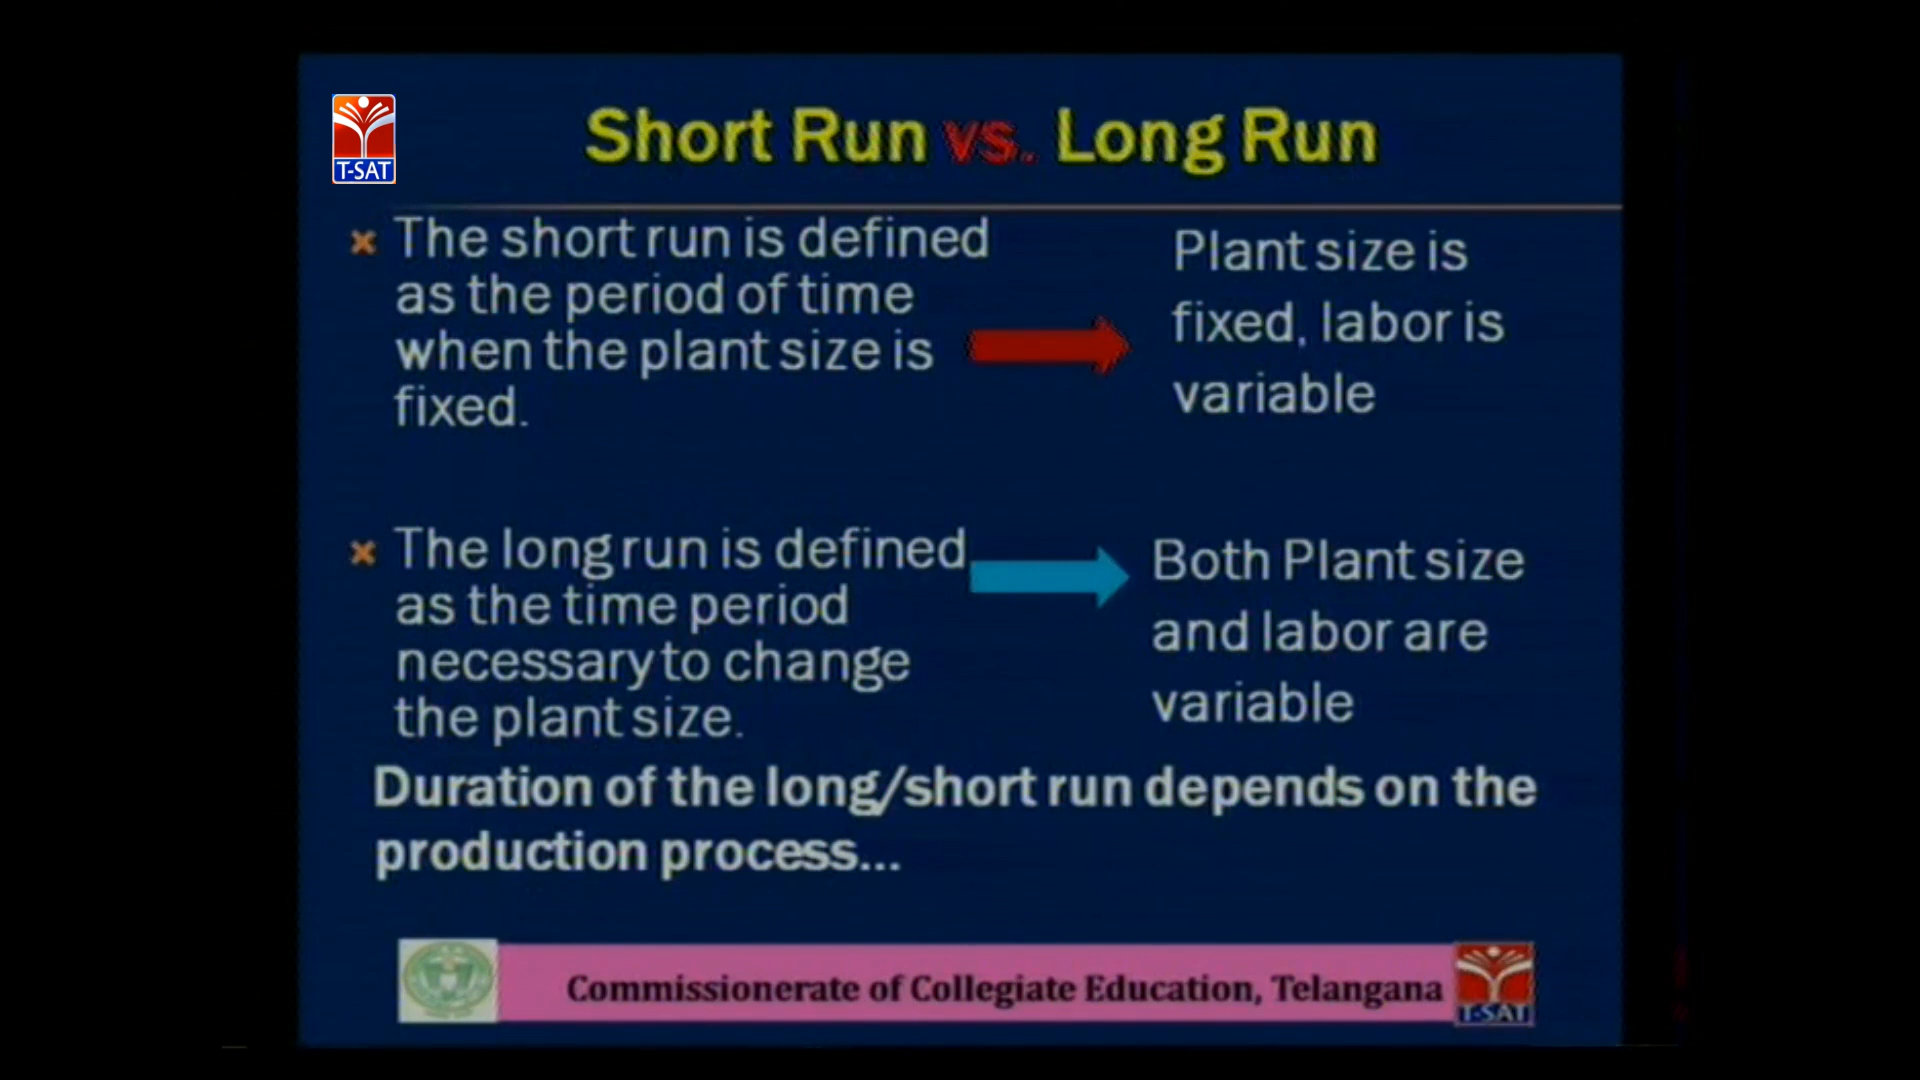 T-SAT
Short Run vs. Long Run
× The short run is defined
as the period of time
when the plant size is
fixed.
Plant size is
fixed, labor is
variable
× The long run is defined
as the time period
necessary to change
the plant size.
Both Plant size
and labor are
variable
Duration of the long/short run depends on the
production process...
Commissionerate of Collegiate Education, Telangana
T-SAT